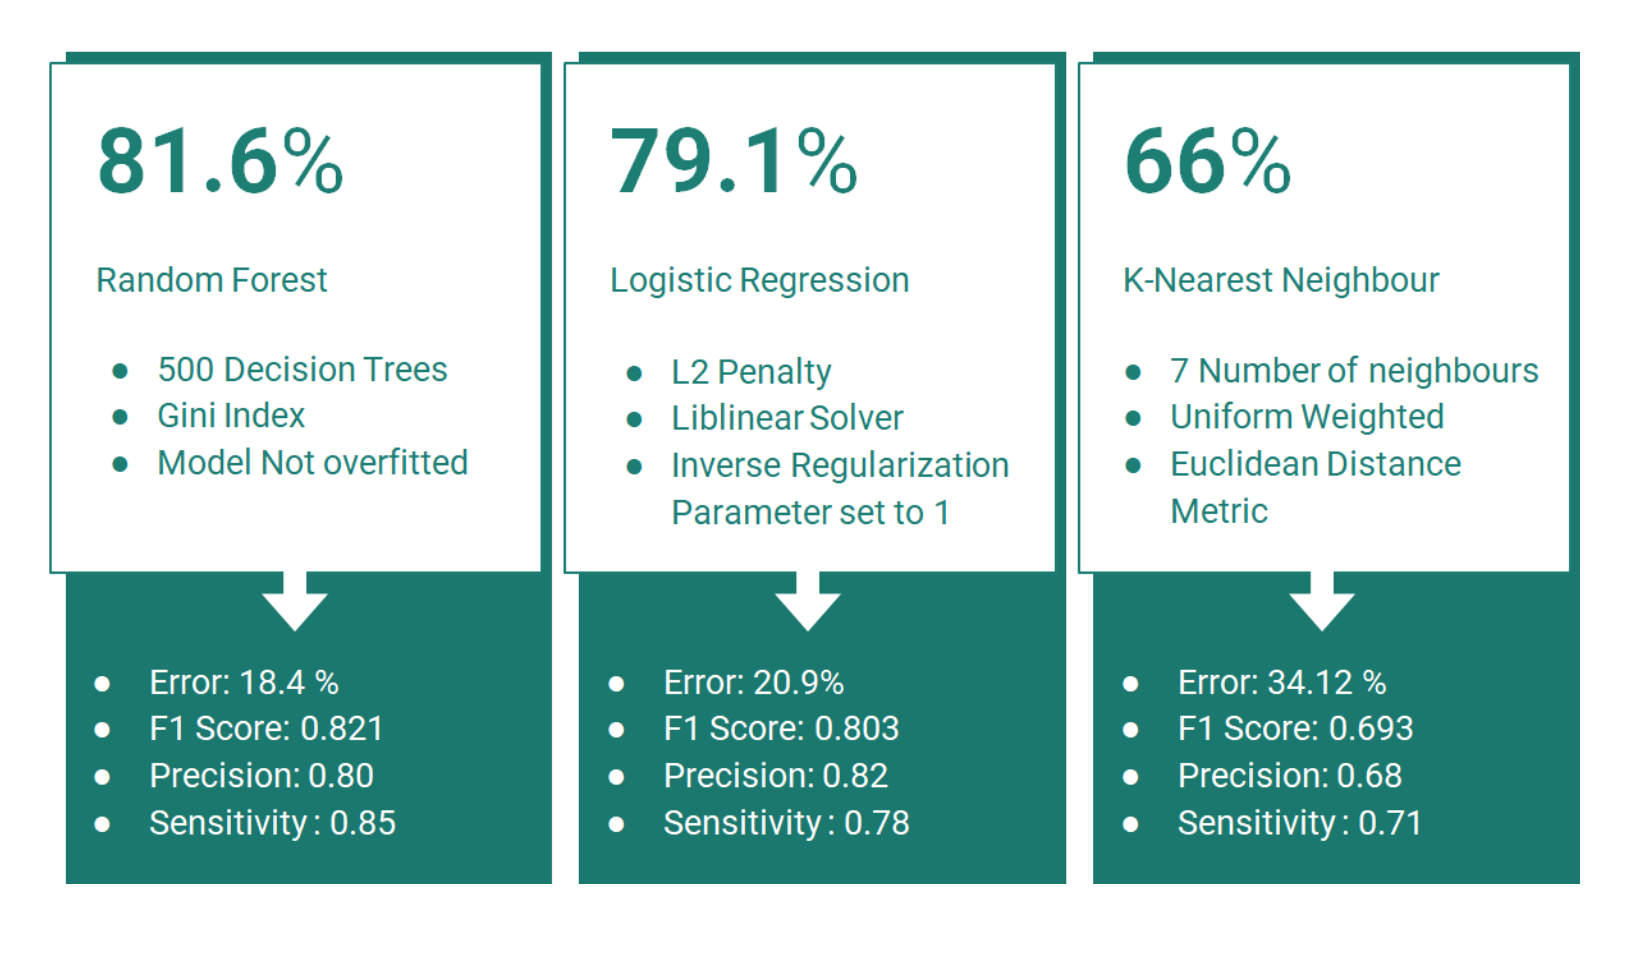 81.6%
Random Forest
● 500 Decision Trees
● Gini Index
● Model Not overfitted
● Error: 18.4 %
● F1 Score: 0.821
● Precision: 0.80
● Sensitivity : 0.85
79.1%
Logistic Regression
● L2 Penalty
● Liblinear Solver
● Inverse Regularization
Parameter set to 1
● Error: 20.9%
● F1 Score: 0.803
● Precision: 0.82
● Sensitivity : 0.78
66%
K-Nearest Neighbour
● 7 Number of neighbours
● Uniform Weighted
● Euclidean Distance
Metric
● Error: 34.12 %
● F1 Score: 0.693
● Precision: 0.68
● Sensitivity : 0.71